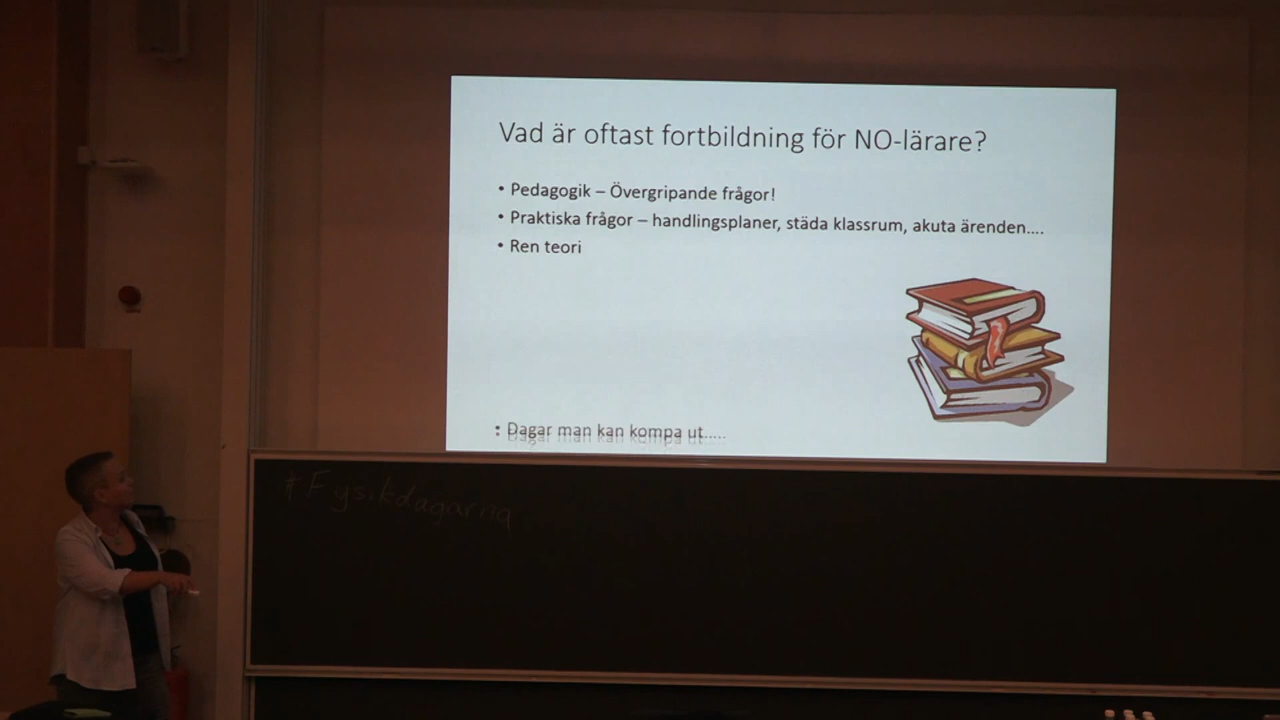 Vad är oftast fortbildning för NO-lärare?
• Pedagogik – Övergripande frågor!
• Praktiska frågor – handlingsplaner, städa klassrum, akuta ärenden....
• Ren teori
• Dagar man kan kompa ut.....
#Fysikdagarna